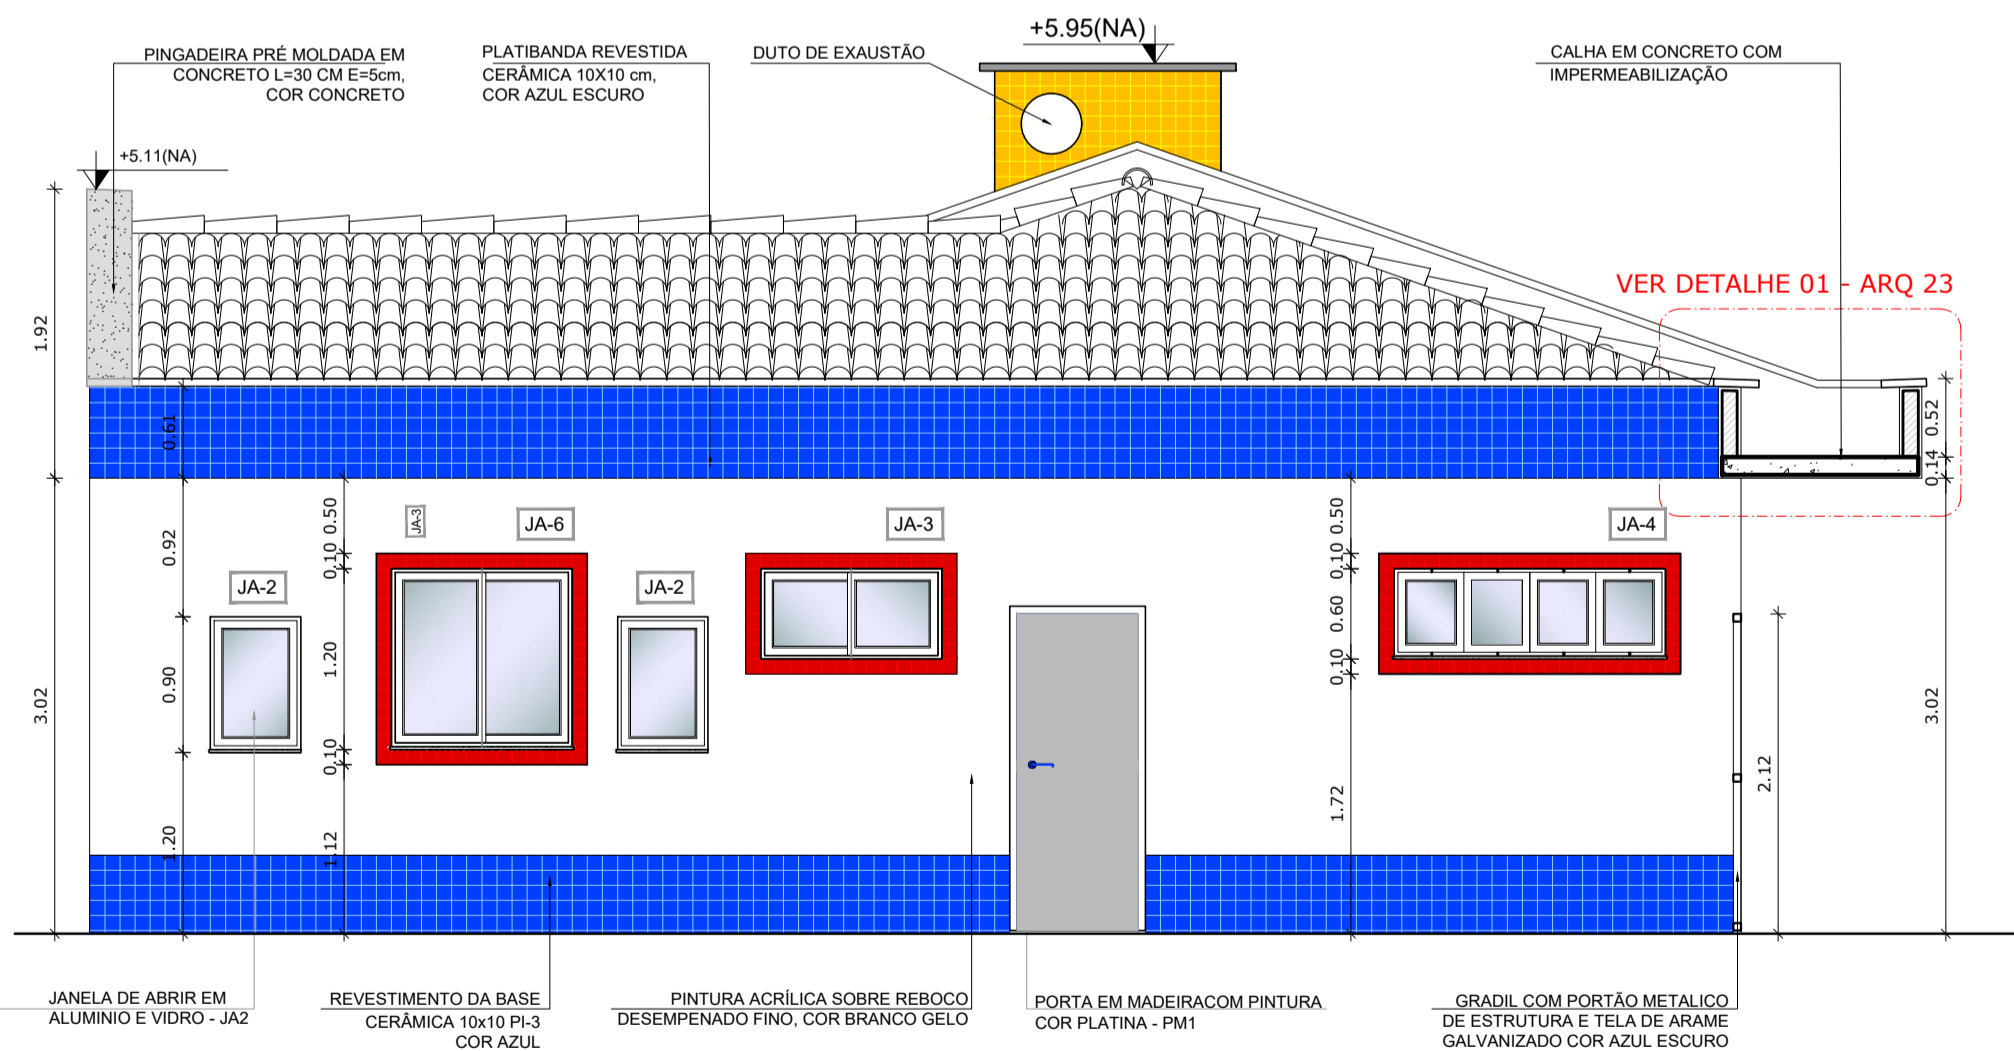 PINGADEIRA PRÉ MOLDADA EM
CONCRETO L=30 CM E=5cm,
COR CONCRETO
PLATIBANDA REVESTIDA
CERÂMICA 10X10 cm,
COR AZUL ESCURO
DUTO DE EXAUSTÃO
+5.95(NA)
CALHA EM CONCRETO COM
IMPERMEABILIZAÇÃO
+5.11(NA)
VER DETALHE 01 - ARQ 23
1.92
0.61
0.52
0.14
3.02
0.92
0.90
1.20
0.50
0,10
1.20
0,10
1.12
JA-2
JA-3
JA-6
JA-2
JA-3
JA-4
0.50
0,10
0.60
0,10
1.72
2.12
3.02
JANELA DE ABRIR EM
ALUMINIO E VIDRO - JA2
REVESTIMENTO DA BASE
CERÂMICA 10x10 PI-3
COR AZUL
PINTURA ACRÍLICA SOBRE REBOCO
DESEMPENADO FINO, COR BRANCO GELO
PORTA EM MADEIRACOM PINTURA
COR PLATINA - PM1
GRADIL COM PORTÃO METALICO
DE ESTRUTURA E TELA DE ARAME
GALVANIZADO COR AZUL ESCURO